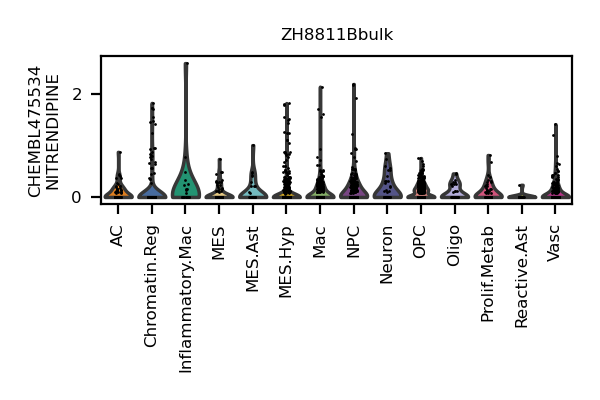 ZH8811Bbulk
CHEMBL475534
NITRENDIPINE
2
0
AC
Chromatin.Reg
Inflammatory.Mac
MES
MES.Ast
MES.Hyp
Mac
NPC
Neuron
OPC
Oligo
Prolif.Metab
Reactive.Ast
Vasc